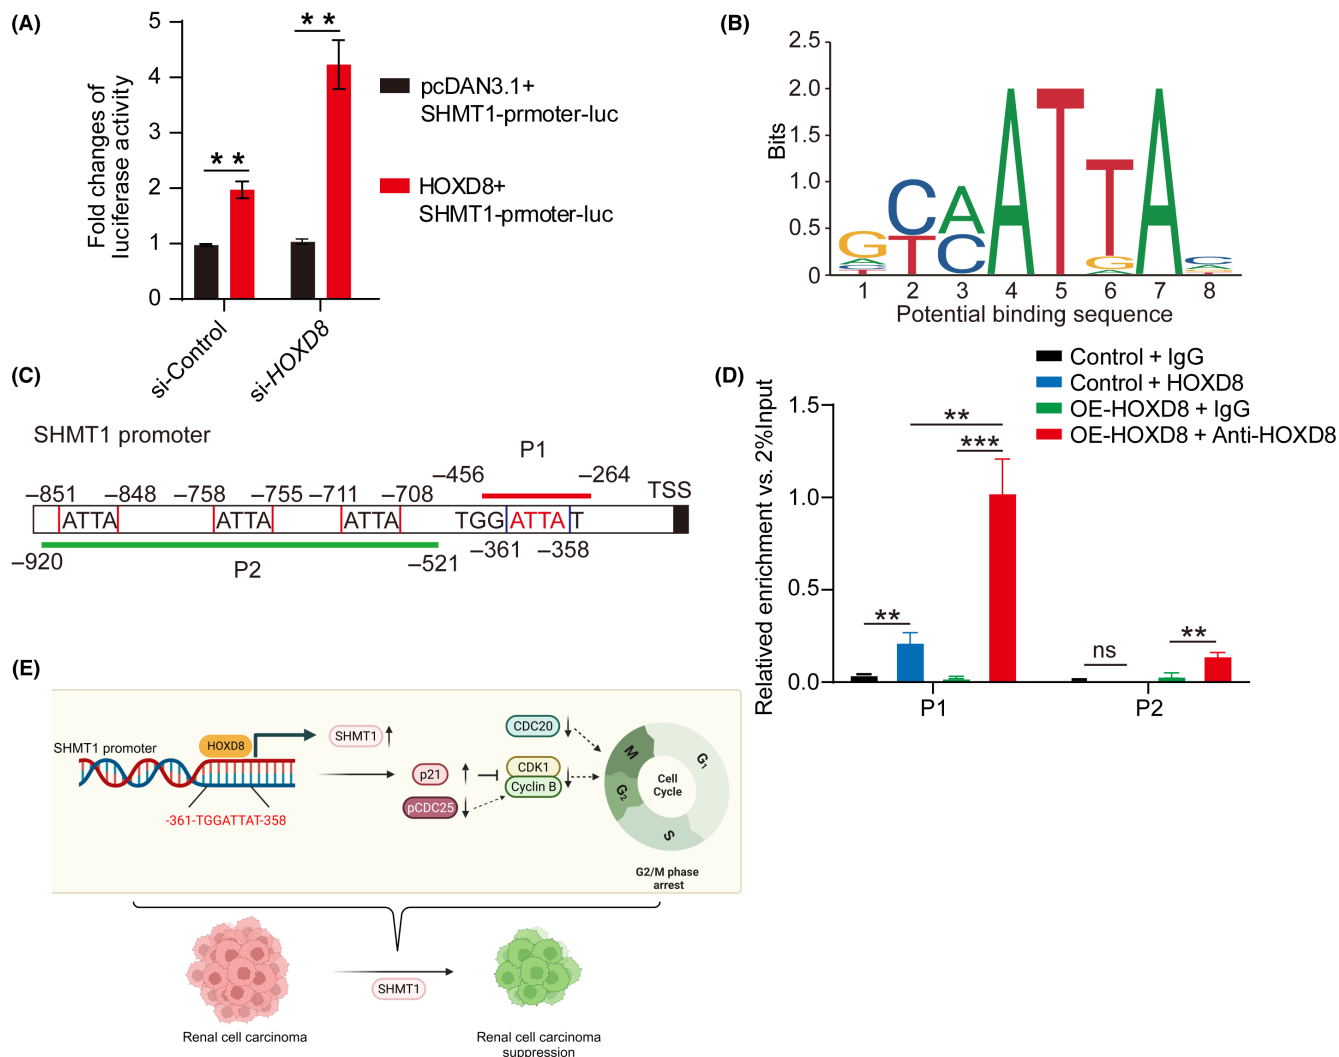 (A)
5
4
3
2
1
0
Fold changes of
luciferase activity
* *
* *
si-Control
si-HOXD8
pcDAN3.1+
SHMT1-prmoter-luc
HOXD8+
SHMT1-prmoter-luc
(B)
2.5
2.0
1.5
1.0
0.5
0
Bits
G A C T
C T
A C
A
T
T G A
A
C A G T
1 2 3 4 5 6 7 8
Potential binding sequence
(C)
SHMT1 promoter
P1
−456 −264
−851 −848 −758 −755 −711 −708 TSS
ATTA ATTA ATTA TGG ATTA T
−361 −358
−920 P2 −521
(D)
Control + IgG
Control + HOXD8
OE-HOXD8 + IgG
OE-HOXD8 + Anti-HOXD8
Relatived enrichment vs. 2%Input
1.5
1.0
0.5
0.0
**
***
**
ns
**
P1 P2
(E)
SHMT1 promoter
HOXD8
SHMT1
-361-TGGATTAT-358
p21
pCDC25
CDC20
CDK1
Cyclin B
M
G1
G2
S
Cell
Cycle
G2/M phase
arrest
SHMT1
Renal cell carcinoma
Renal cell carcinoma
suppression